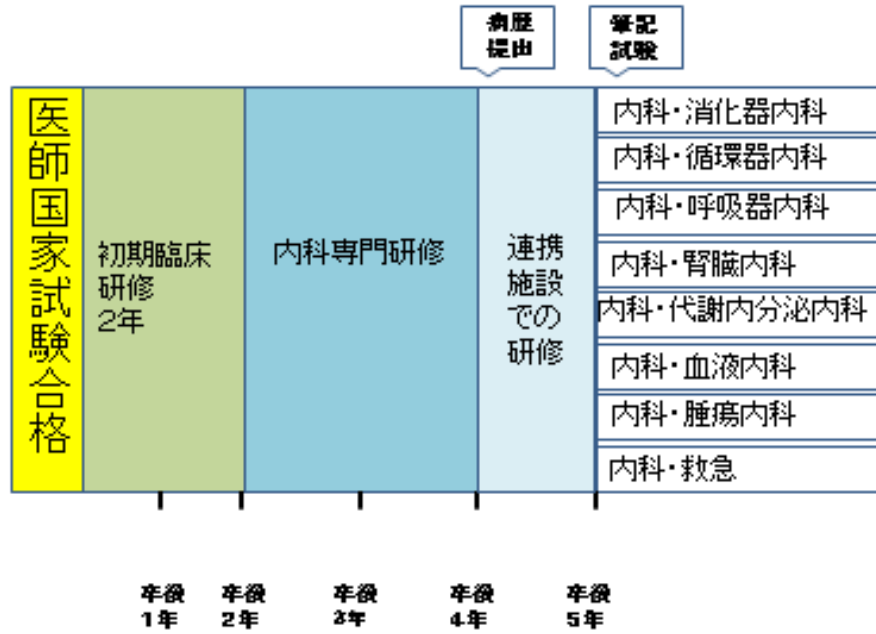 病歴
提出
筆記
試験
医師国家試験合格
初期臨床
研修
2年
内科専門研修
連携
施設
での
研修
内科・消化器内科
内科・循環器内科
内科・呼吸器内科
内科・腎臓内科
内科・代謝内分泌内科
内科・血液内科
内科・腫瘍内科
内科・救急
卒後
1年
卒後
2年
卒後
3年
卒後
4年
卒後
5年